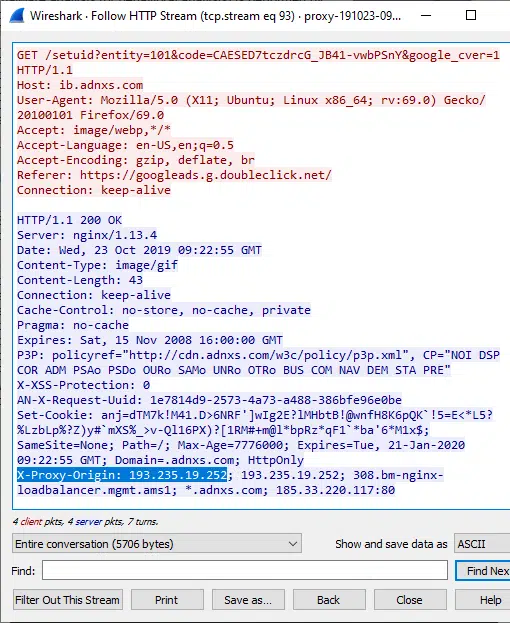 Wireshark · Follow HTTP Stream (tcp.stream eq 93) · proxy-191023-09...
GET /setuid?entity=101&code=CAESED7tczdrcG_JB41-vwbPSnY&google_cver=1
HTTP/1.1
Host: ib.adnxs.com
User-Agent: Mozilla/5.0 (X11; Ubuntu; Linux x86_64; rv:69.0) Gecko/
20100101 Firefox/69.0
Accept: image/webp,*/*
Accept-Language: en-US,en;q=0.5
Accept-Encoding: gzip, deflate, br
Referer: https://googleads.g.doubleclick.net/
Connection: keep-alive
HTTP/1.1 200 OK
Server: nginx/1.13.4
Date: Wed, 23 Oct 2019 09:22:55 GMT
Content-Type: image/gif
Content-Length: 43
Connection: keep-alive
Cache-Control: no-store, no-cache, private
Pragma: no-cache
Expires: Sat, 15 Nov 2008 16:00:00 GMT
P3P: policyref="http://cdn.adnxs.com/w3c/policy/p3p.xml", CP="NOI DSP
COR ADM PSAo PSDo OURo SAMo UNRo OTRo BUS COM NAV DEM STA PRE"
X-XSS-Protection: 0
AN-X-Request-Uuid: 1e7814d9-2573-4a73-a488-386bfe96e0be
Set-Cookie: anj=dTM7k!M41.D>6NRF']wIg2E?lMHbtB!@wnfH8K6pQK`!5=E<*L5?
%LzbLp%?Z)y#`mXS%_>v-Ql16PX)?[1RM#+m@l*bpRz*qF1`*ba'6*M1x$;
SameSite=None; Path=/; Max-Age=7776000; Expires=Tue, 21-Jan-2020
09:22:55 GMT; Domain=.adnxs.com; HttpOnly
X-Proxy-Origin: 193.235.19.252; 193.235.19.252; 308.bm-nginx-
loadbalancer.mgmt.ams1; *.adnxs.com; 185.33.220.117:80
4 client pkts, 4 server pkts, 7 turns.
Entire conversation (5706 bytes) Show and save data as ASCII
Find: Find Nex
Filter Out This Stream Print Save as... Back Close Help